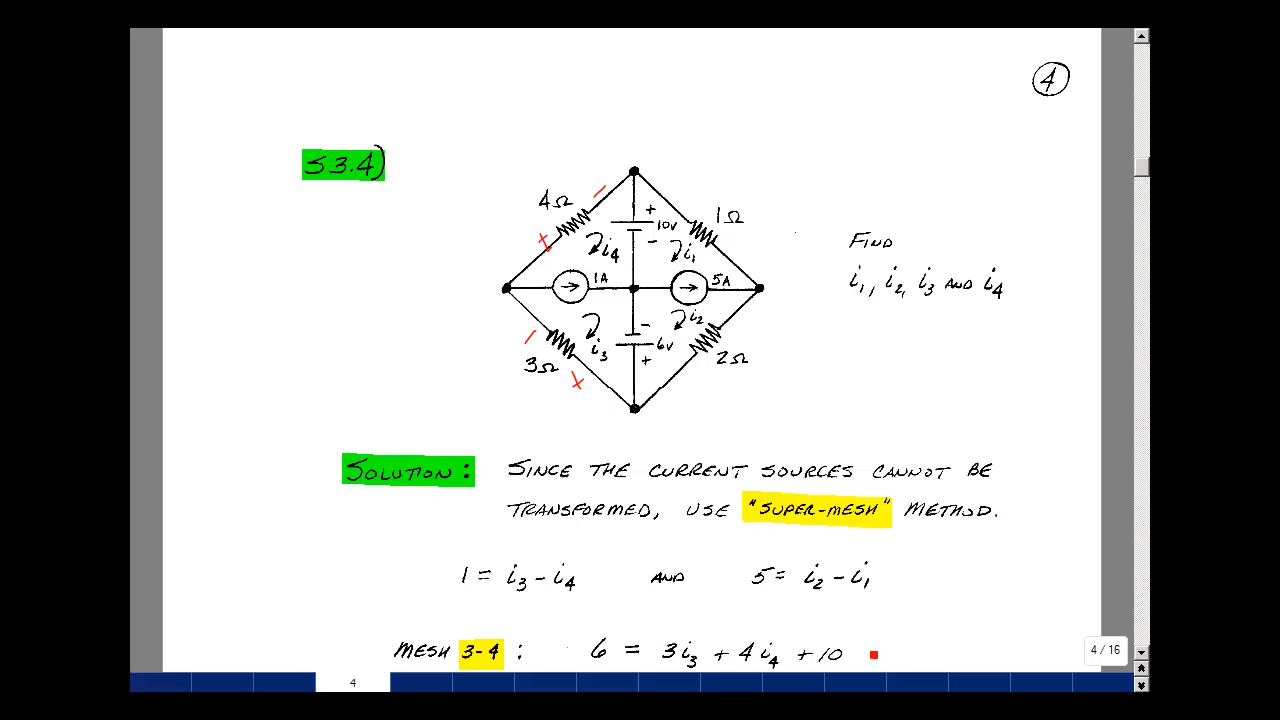 4
S3.4)
4Ω
1Ω
10V
i4
i1
1A
5A
i3
i2
6V
3Ω
2Ω
+
-
-
+
-
+
-
+
FIND
i1, i2, i3 AND i4
SOLUTION: SINCE THE CURRENT SOURCES CANNOT BE
TRANSFORMED, USE "SUPER-MESH" METHOD.
1 = i3 - i4 AND 5 = i2 - i1
MESH 3-4 : 6 = 3i3 + 4i4 + 10
4 / 16
4